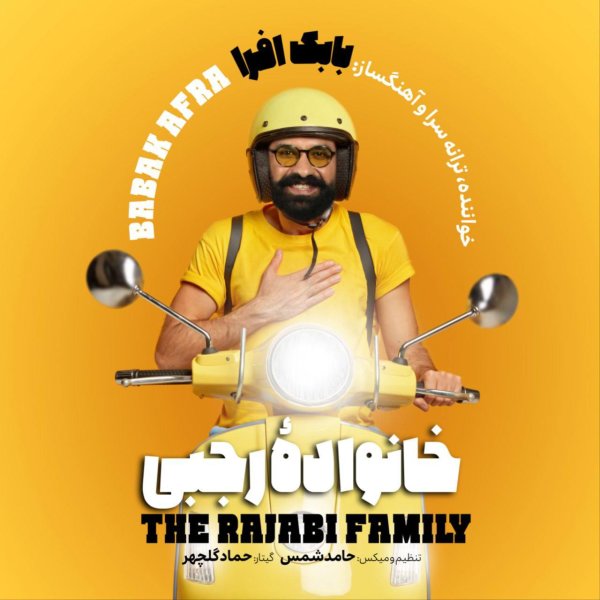 بابک افرا
خواننده، ترانه سرا و آهنگساز:
BABAK AFRA
خانوادهٔ رجبی
THE RAJABI FAMILY
تنظیم و میکس: حامد شمس گیتار: حماد گلچهر